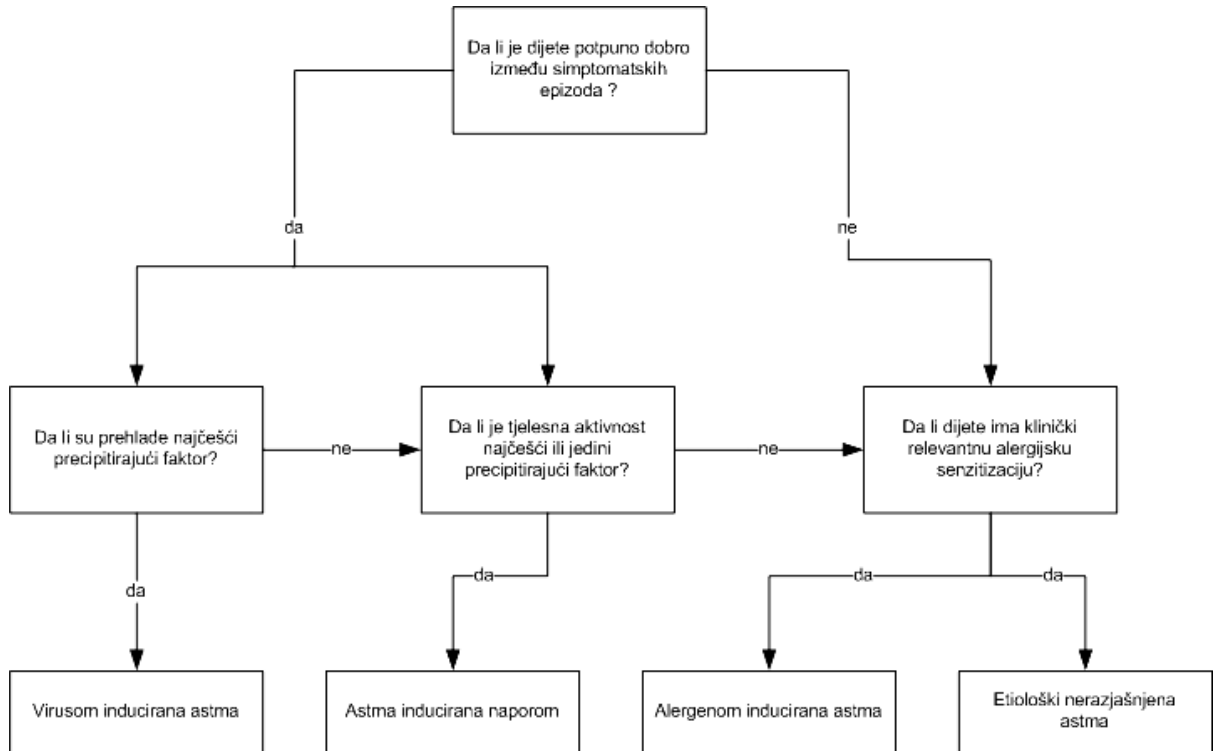 Da li je dijete potpuno dobro
između simptomatskih
epizoda ?
da
ne
Da li su prehlade najčešći
precipitirajući faktor?
ne
Da li je tjelesna aktivnost
najčešći ili jedini
precipitirajući faktor?
ne
Da li dijete ima klinički
relevantnu alergijsku
senzitizaciju?
da
da
da
da
Virusom inducirana astma
Astma inducirana naporom
Alergenom inducirana astma
Etiološki nerazjašnjena
astma